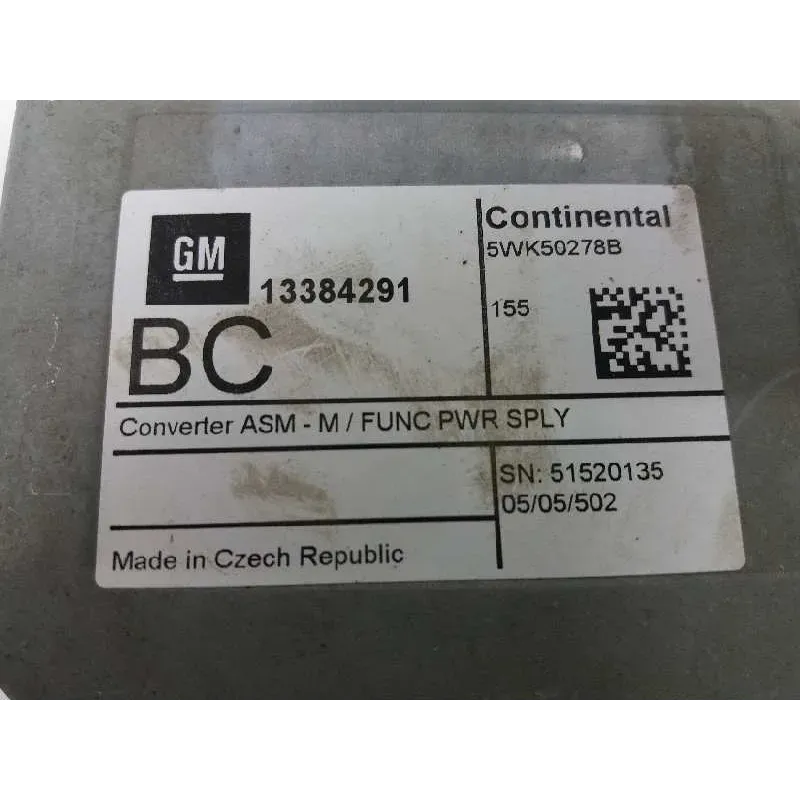 GM
13384291
BC
Continental
5WK50278B
155
Converter ASM - M / FUNC PWR SPLY
SN: 51520135
05/05/502
Made in Czech Republic